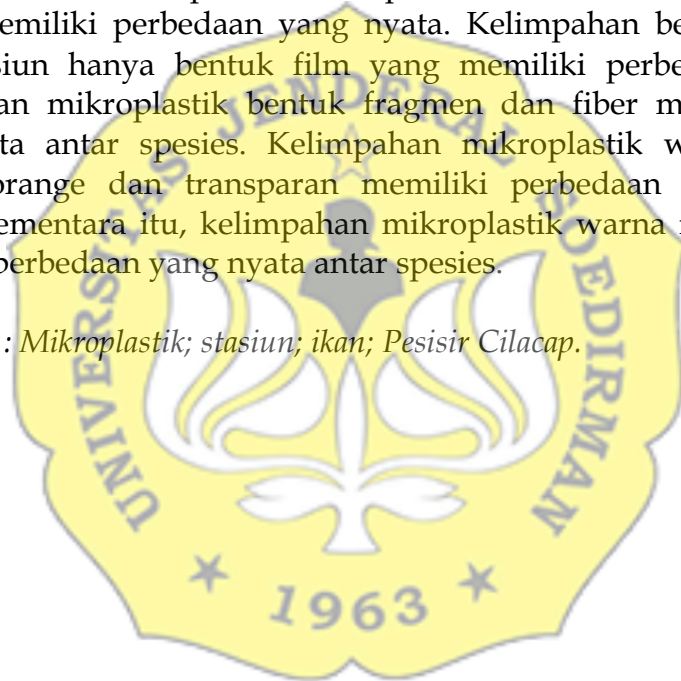 emiliki perbedaan yang nyata. Kelimpahan be
siun hanya bentuk film yang memiliki perbe
an mikroplastik bentuk fragmen dan fiber m
ta antar spesies. Kelimpahan mikroplastik w
orange dan transparan memiliki perbedaan
ementara itu, kelimpahan mikroplastik warna
perbedaan yang nyata antar spesies.
: Mikroplastik; stasiun; ikan; Pesisir Cilacap.
UNIVERSITAS JENDERAL SOEDIRMAN
1963